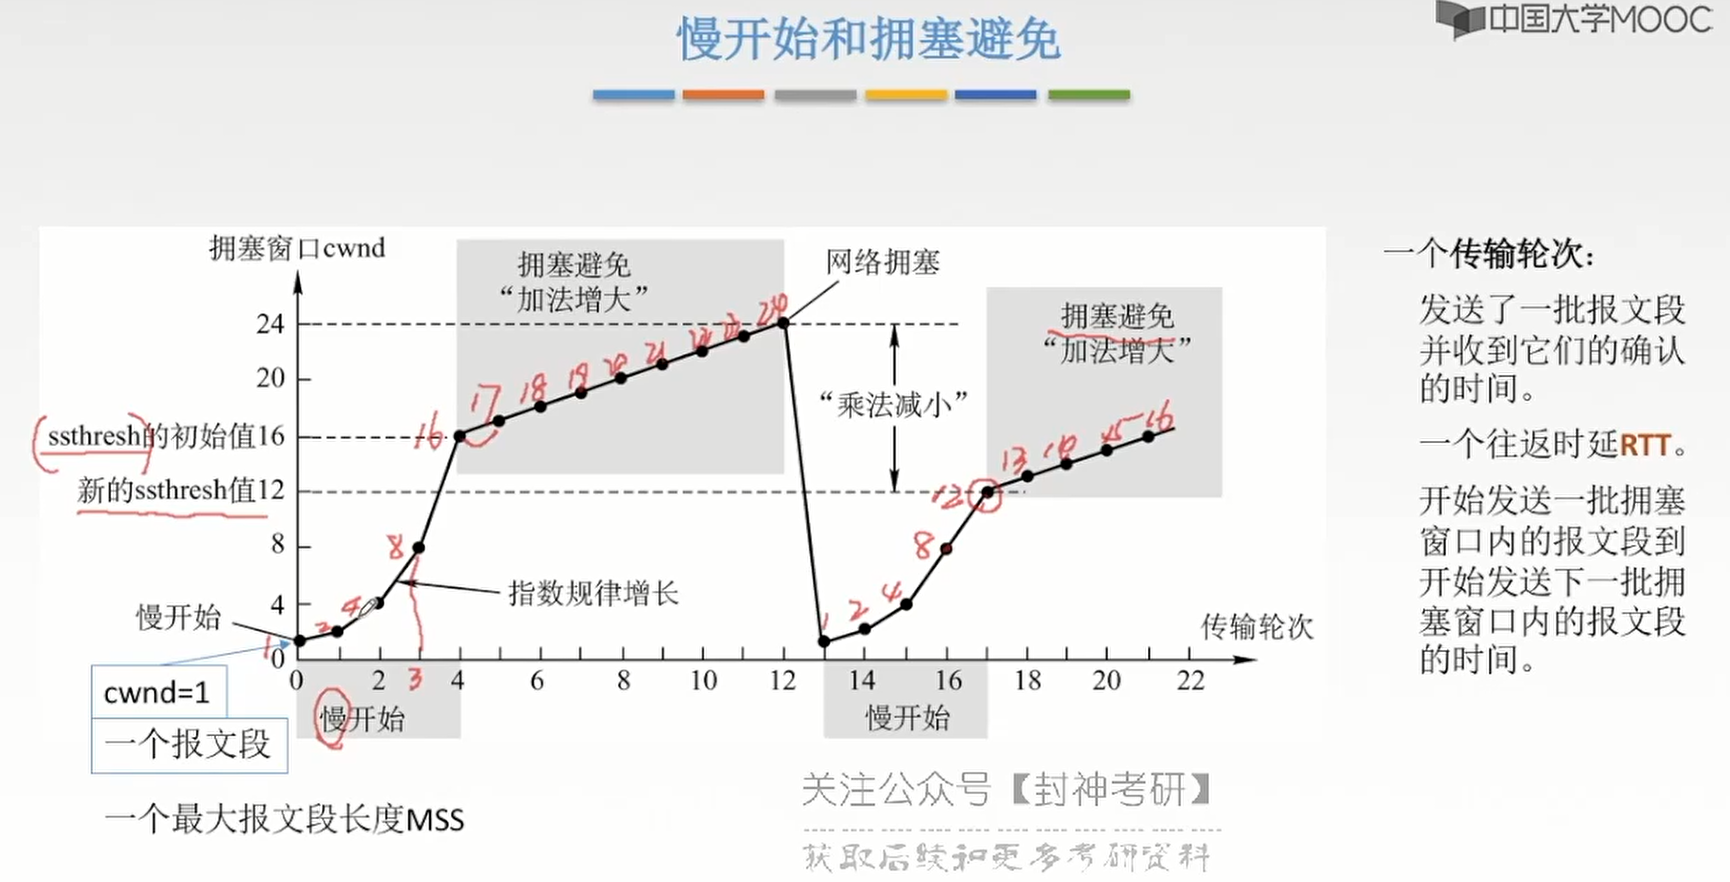 慢开始和拥塞避免
中国大学MOOC
拥塞窗口cwnd
拥塞避免
“加法增大”
网络拥塞
24
20
ssthresh的初始值16
新的ssthresh值12
8
4
0
“乘法减小”
拥塞避免
“加法增大”
指数规律增长
慢开始
传输轮次
0 2 4 6 8 10 12 14 16 18 20 22
慢开始
慢开始
cwnd=1
一个报文段
一个最大报文段长度MSS
1 2 4 8 16 17 18 19 20 21 22 23 24
3
1 2 4 8 12 13 14 15 16
一个传输轮次：
发送了一批报文段
并收到它们的确认
的时间。
一个往返时延RTT。
开始发送一批拥塞
窗口内的报文段到
开始发送下一批拥
塞窗口内的报文段
的时间。
关注公众号【封神考研】
获取后续和更多考研资料